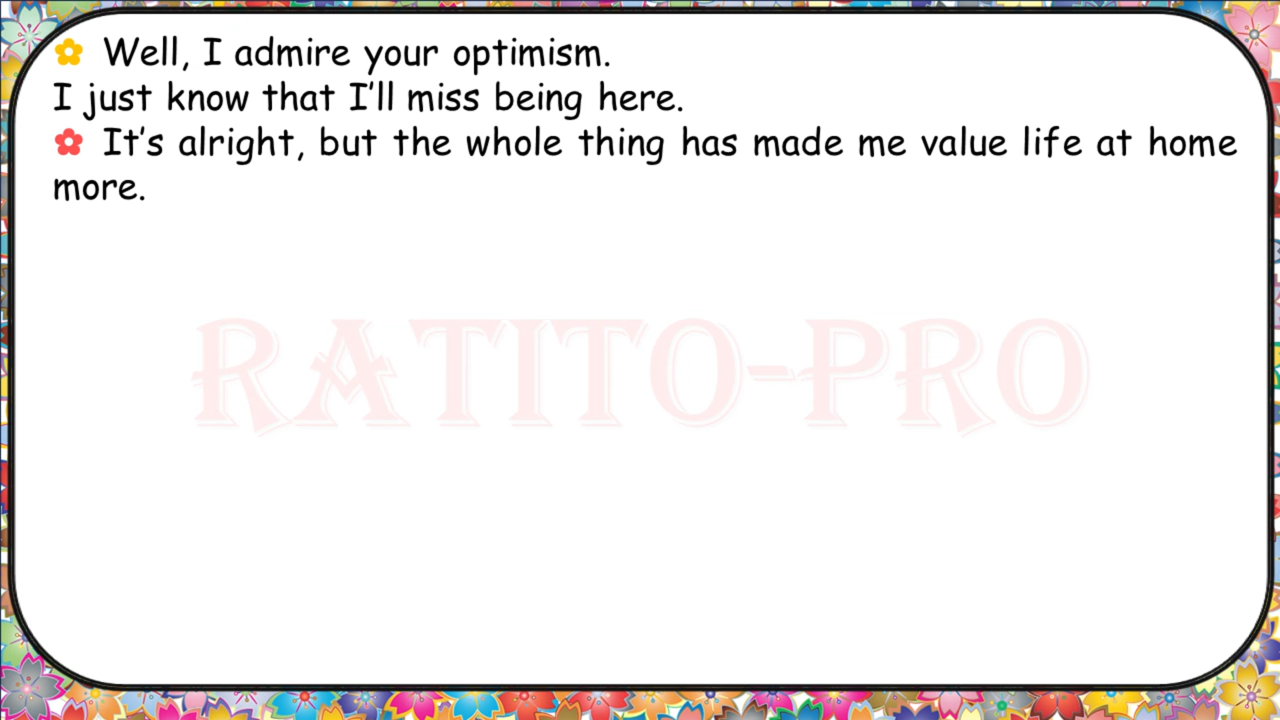 Well, I admire your optimism.
I just know that I'll miss being here.
It's alright, but the whole thing has made me value life at home
more.
RATITO-PRO